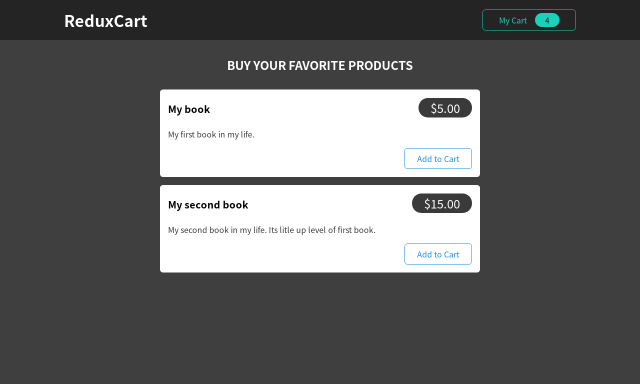 ReduxCart
My Cart 4
BUY YOUR FAVORITE PRODUCTS
My book $5.00
My first book in my life.
Add to Cart
My second book $15.00
My second book in my life. Its litle up level of first book.
Add to Cart